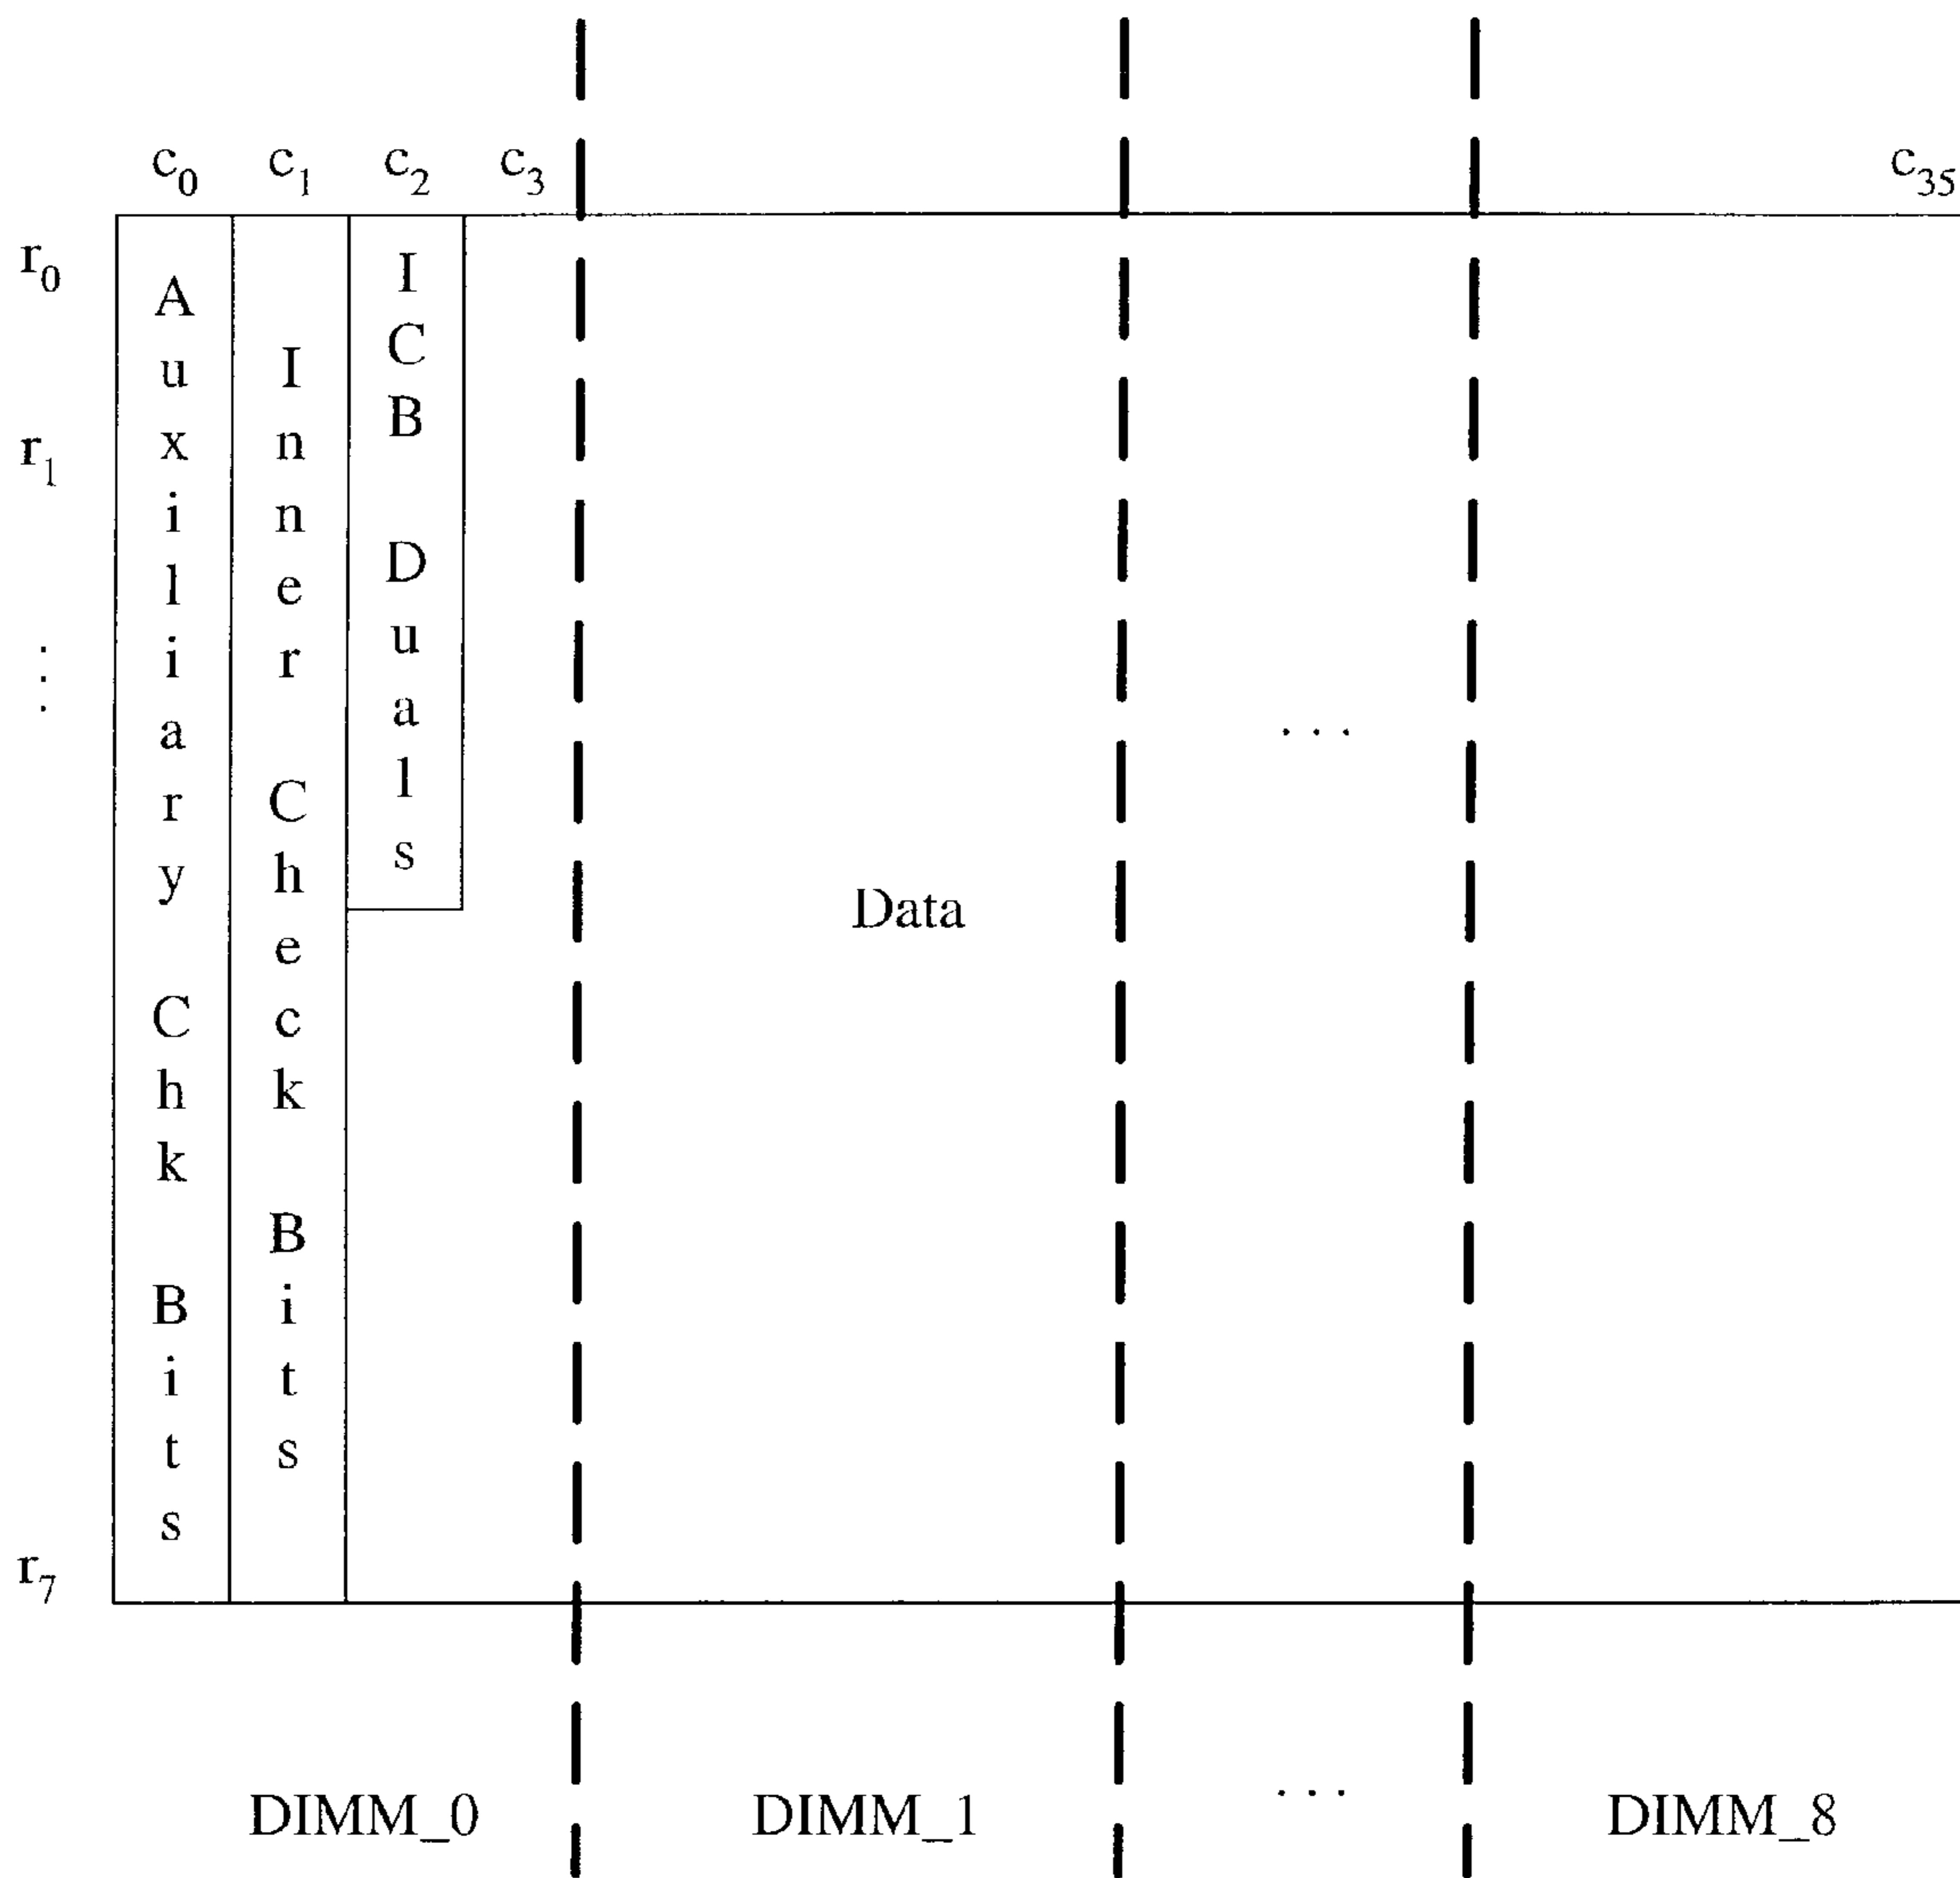 c₀ c₁ c₂ c₃ c₃₅
r₀
r₁
⋮
r₇
Auxiliary Chk Bits
Inner Check Bits
ICB Duals
Data
...
DIMM_0 DIMM_1 ... DIMM_8